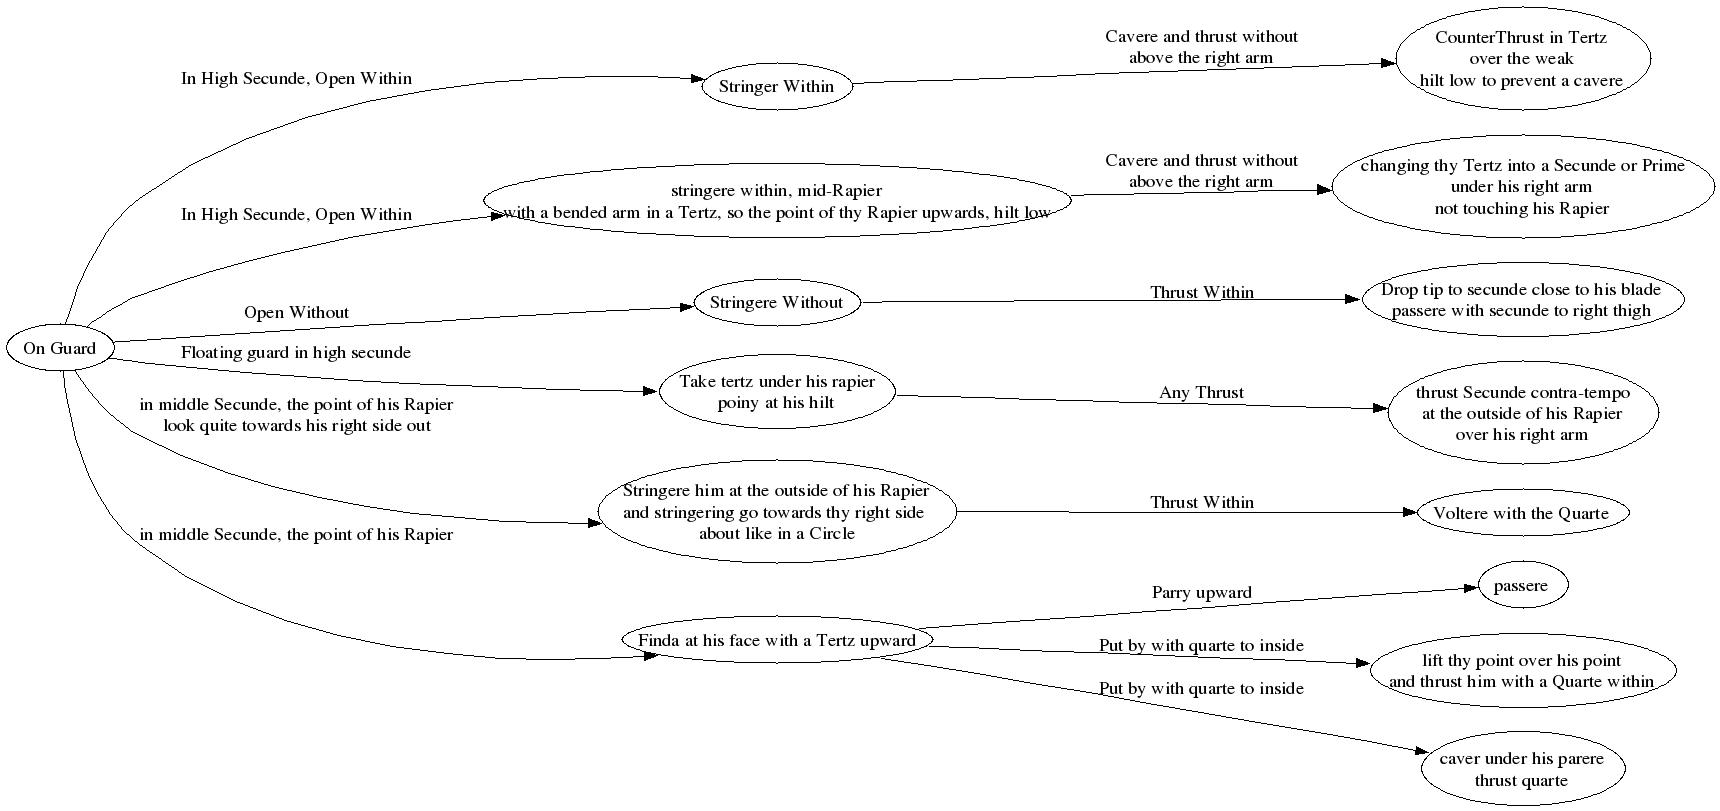 In High Secunde, Open Within
Stringer Within
Cavere and thrust without
above the right arm
CounterThrust in Tertz
over the weak
hilt low to prevent a cavere
In High Secunde, Open Within
stringere within, mid-Rapier
with a bended arm in a Tertz, so the point of thy Rapier upwards, hilt low
Cavere and thrust without
above the right arm
changing thy Tertz into a Secunde or Prime
under his right arm
not touching his Rapier
On Guard
Open Without
Stringere Without
Thrust Within
Drop tip to secunde close to his blade
passere with secunde to right thigh
Floating guard in high secunde
Take tertz under his rapier
poiny at his hilt
Any Thrust
thrust Secunde contra-tempo
at the outside of his Rapier
over his right arm
in middle Secunde, the point of his Rapier
look quite towards his right side out
Stringere him at the outside of his Rapier
and stringering go towards thy right side
about like in a Circle
Thrust Within
Voltere with the Quarte
in middle Secunde, the point of his Rapier
Finda at his face with a Tertz upward
Parry upward
passere
Put by with quarte to inside
lift thy point over his point
and thrust him with a Quarte within
Put by with quarte to inside
caver under his parere
thrust quarte